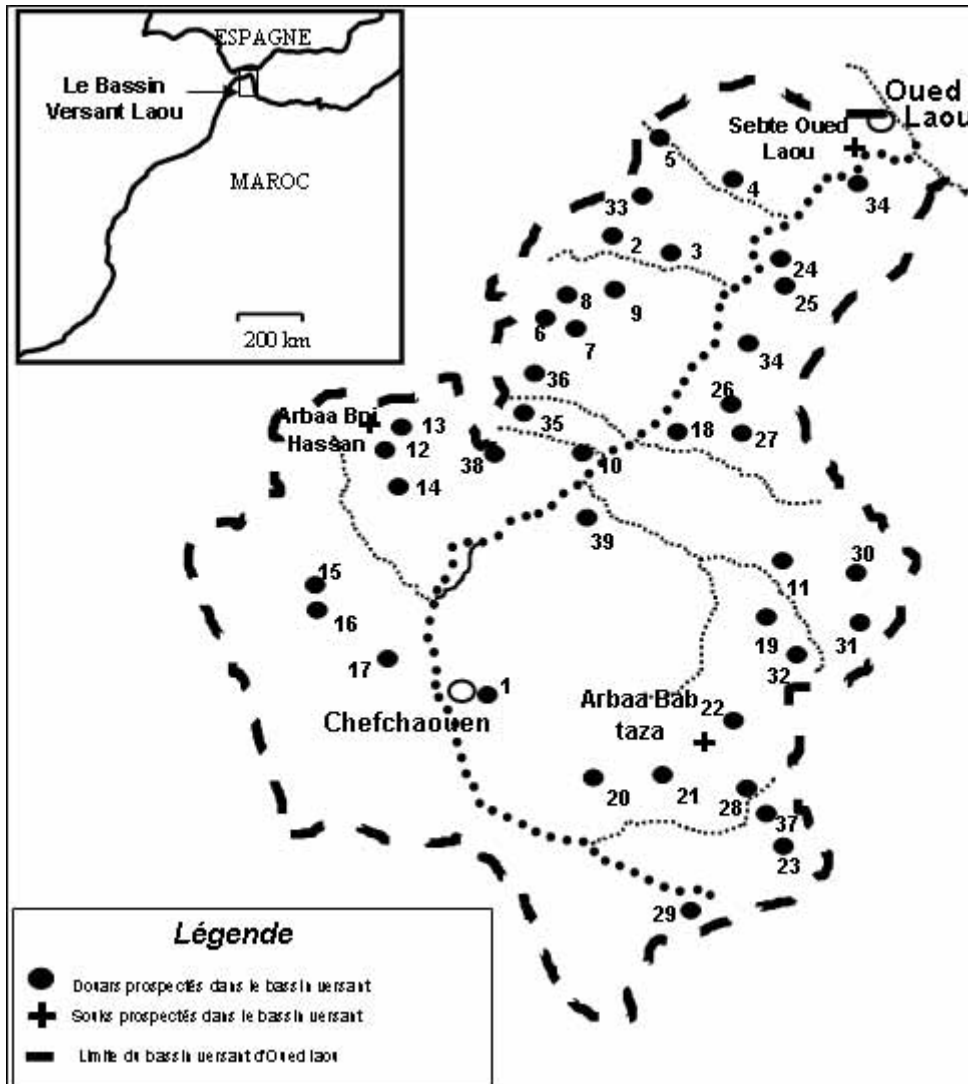 ESPAGNE
Le Bassin
Versant Laou
MAROC
200 km
Oued
Laou
Sebte Oued
Laou
5
4
34
33
2
3
24
25
8
9
6
7
34
36
26
35
18
27
Arbaa Bni
Hassan
13
12
38
10
14
39
11
30
15
16
19
31
17
32
1
Chefchaouen
Arbaa Bab
taza
22
20
21
28
37
23
29
Légende
Douars prospectés dans le bassin versant
Souks prospectés dans le bassin versant
Limite du bassin versant d'Oued laou